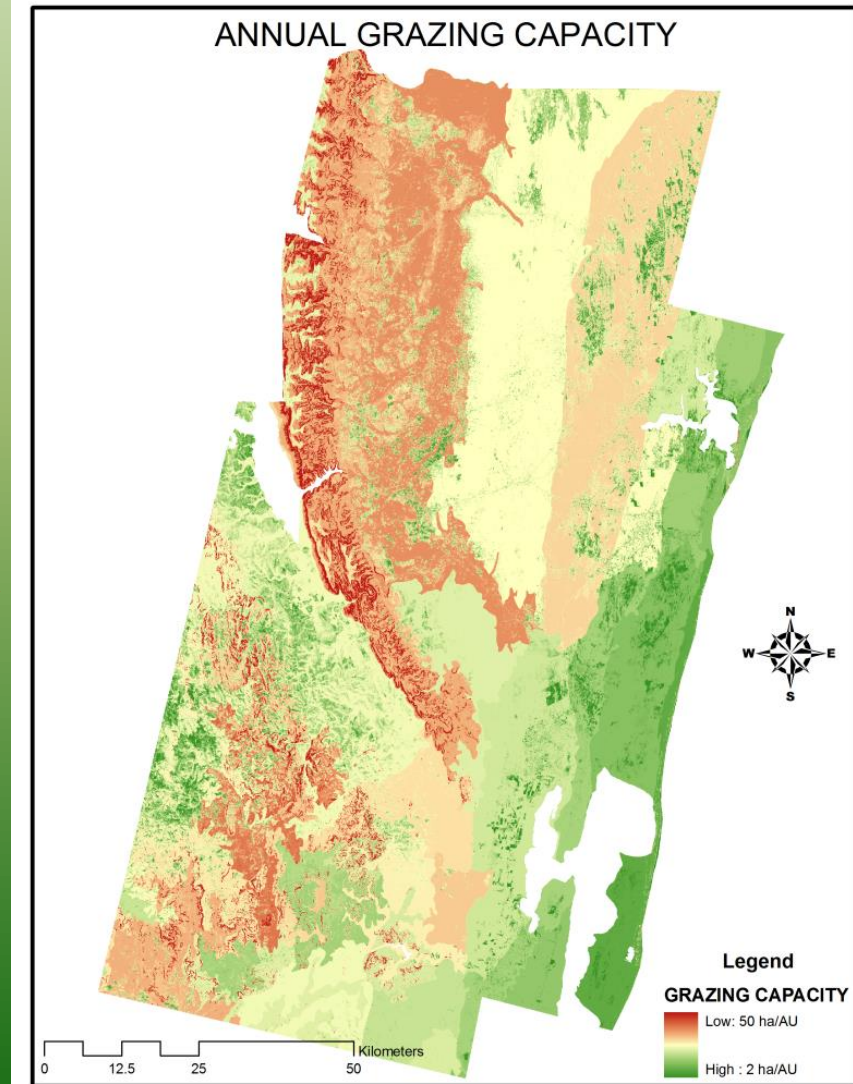 ANNUAL GRAZING CAPACITY
N
W E
S
Legend
GRAZING CAPACITY
Low: 50 ha/AU
High : 2 ha/AU
Kilometers
0 12.5 25 50